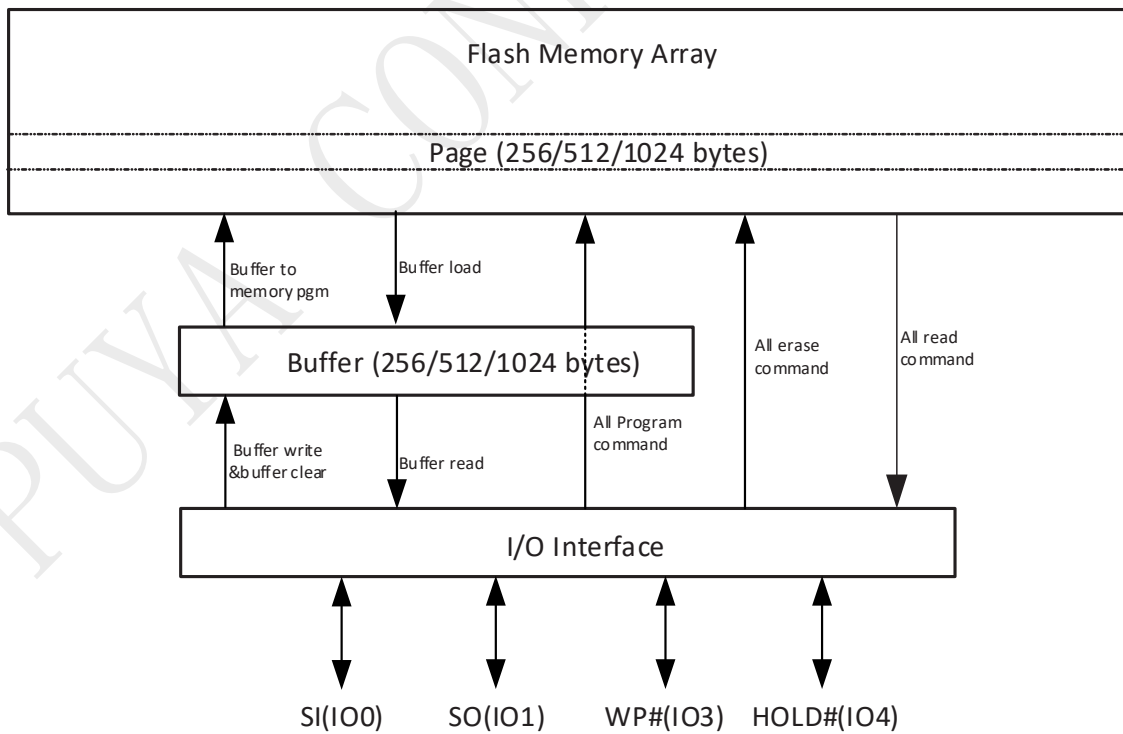 Flash Memory Array
Page (256/512/1024 bytes)
Buffer to
memory pgm
Buffer load
All erase
command
All read
command
Buffer (256/512/1024 bytes)
Buffer write
&buffer clear
Buffer read
All Program
command
I/O Interface
SI(IO0)
SO(IO1)
WP#(IO3)
HOLD#(IO4)
PUYA